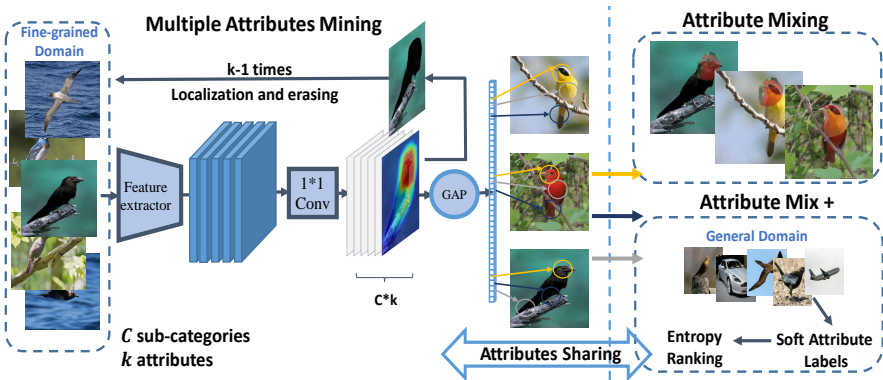 Multiple Attributes Mining
Attribute Mixing
Fine-grained
Domain
k-1 times
Localization and erasing
Feature
extractor
1*1
Conv
GAP
C*k
C sub-categories
k attributes
Attribute Mix +
General Domain
Entropy
Ranking
Soft Attribute
Labels
Attributes Sharing